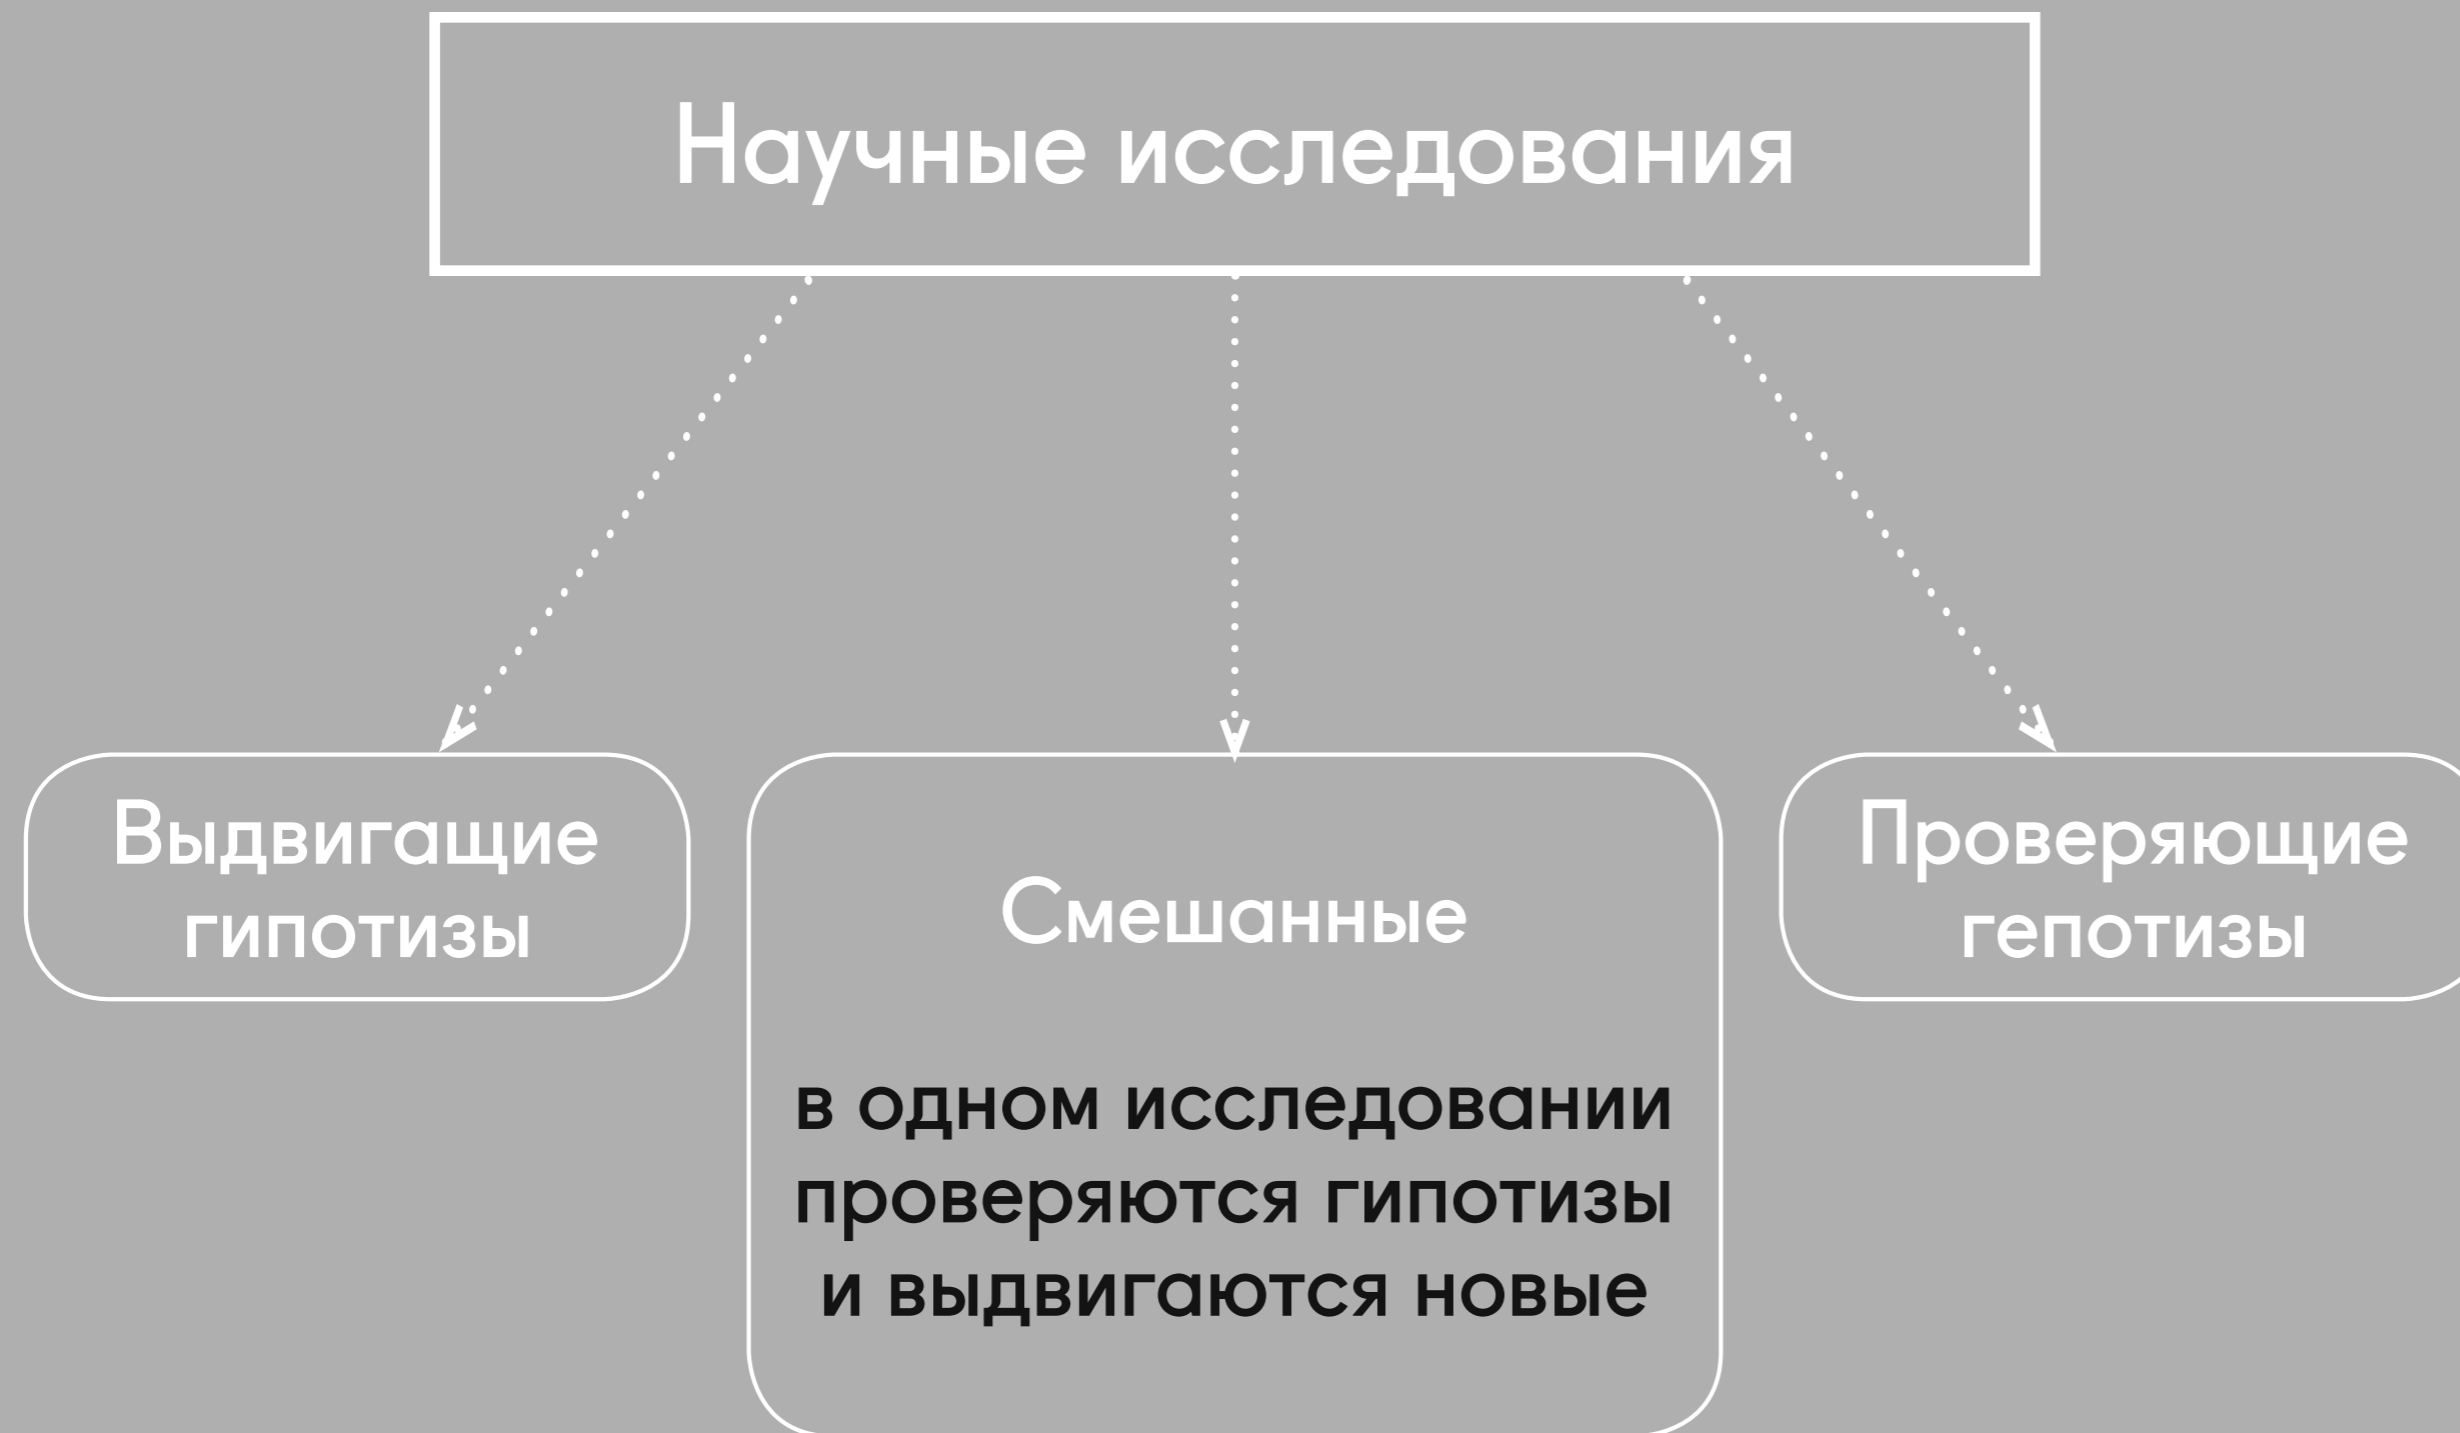 Научные исследования
Выдвигащие
гипотизы
Смешанные
в одном исследовании
проверяются гипотизы
и выдвигаются новые
Проверяющие
гепотизы